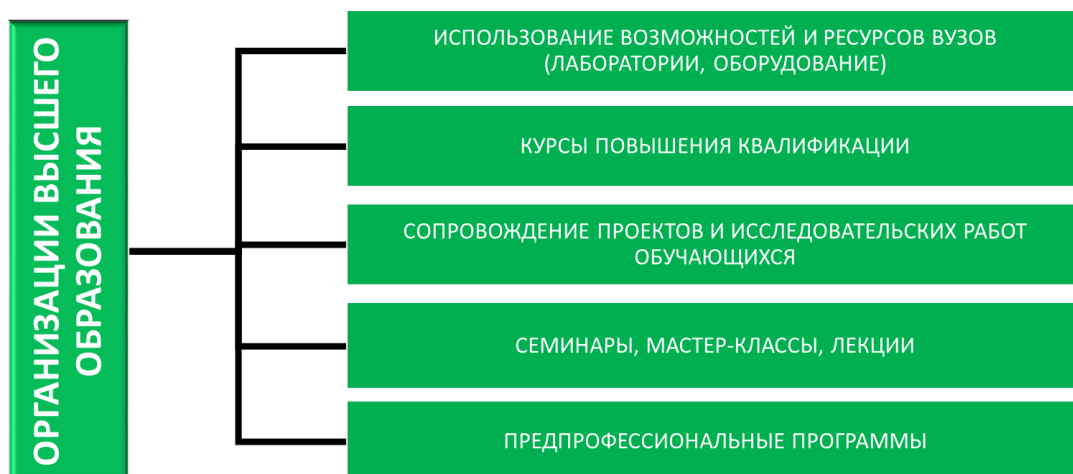 ОРГАНИЗАЦИИ ВЫСШЕГО
ОБРАЗОВАНИЯ
ИСПОЛЬЗОВАНИЕ ВОЗМОЖНОСТЕЙ И РЕСУРСОВ ВУЗОВ
(ЛАБОРАТОРИИ, ОБОРУДОВАНИЕ)
КУРСЫ ПОВЫШЕНИЯ КВАЛИФИКАЦИИ
СОПРОВОЖДЕНИЕ ПРОЕКТОВ И ИССЛЕДОВАТЕЛЬСКИХ РАБОТ
ОБУЧАЮЩИХСЯ
СЕМИНАРЫ, МАСТЕР-КЛАССЫ, ЛЕКЦИИ
ПРЕДПРОФЕССИОНАЛЬНЫЕ ПРОГРАММЫ